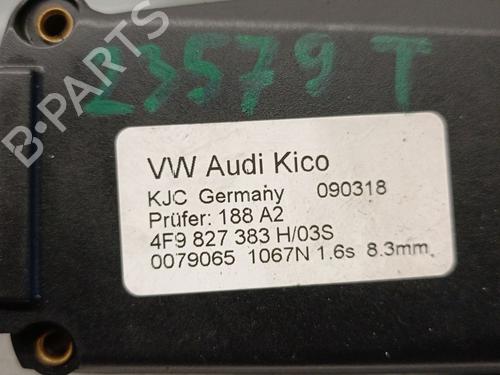 23579 T
VW Audi Kico
KJC Germany 090318
Prüfer: 188 A2
4F9 827 383 H/03S
0079065 1067N 1.6s 8.3mm